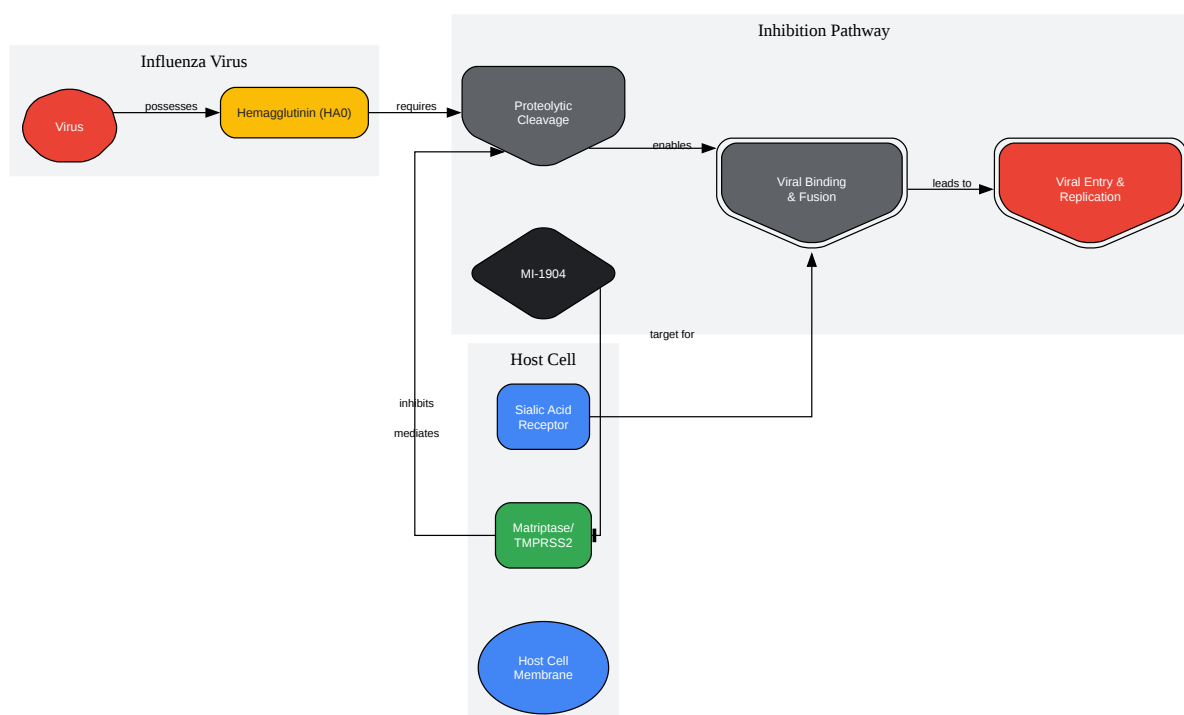 Inhibition Pathway
Influenza Virus
Virus
possesses
Hemagglutinin (HA0)
requires
Proteolytic
Cleavage
enables
Viral Binding
& Fusion
leads to
Viral Entry &
Replication
MI-1904
target for
Host Cell
inhibits
mediates
Sialic Acid
Receptor
Matriptase/
TMPRSS2
Host Cell
Membrane